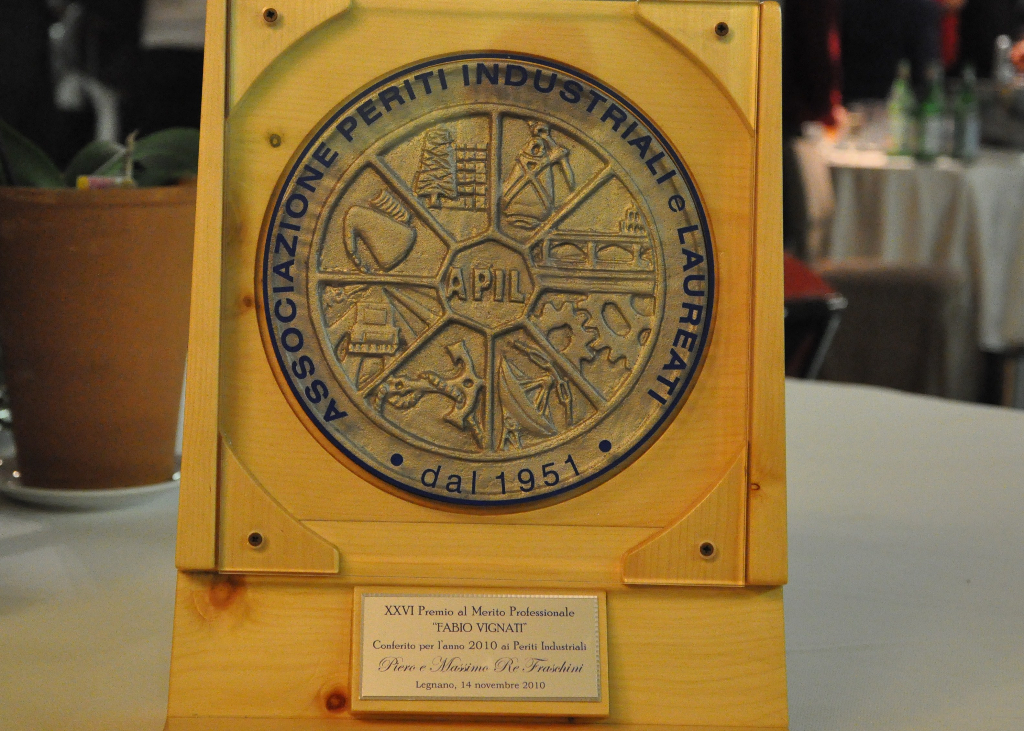 ASSOCIAZIONE PERITI INDUSTRIALI e LAUREATI
APIL
• dal 1951 •
XXVI Premio al Merito Professionale
"FABIO VIGNATI"
Conferito per l'anno 2010 ai Periti Industriali
Piero e Massimo Re Fraschini
Legnano, 14 novembre 2010